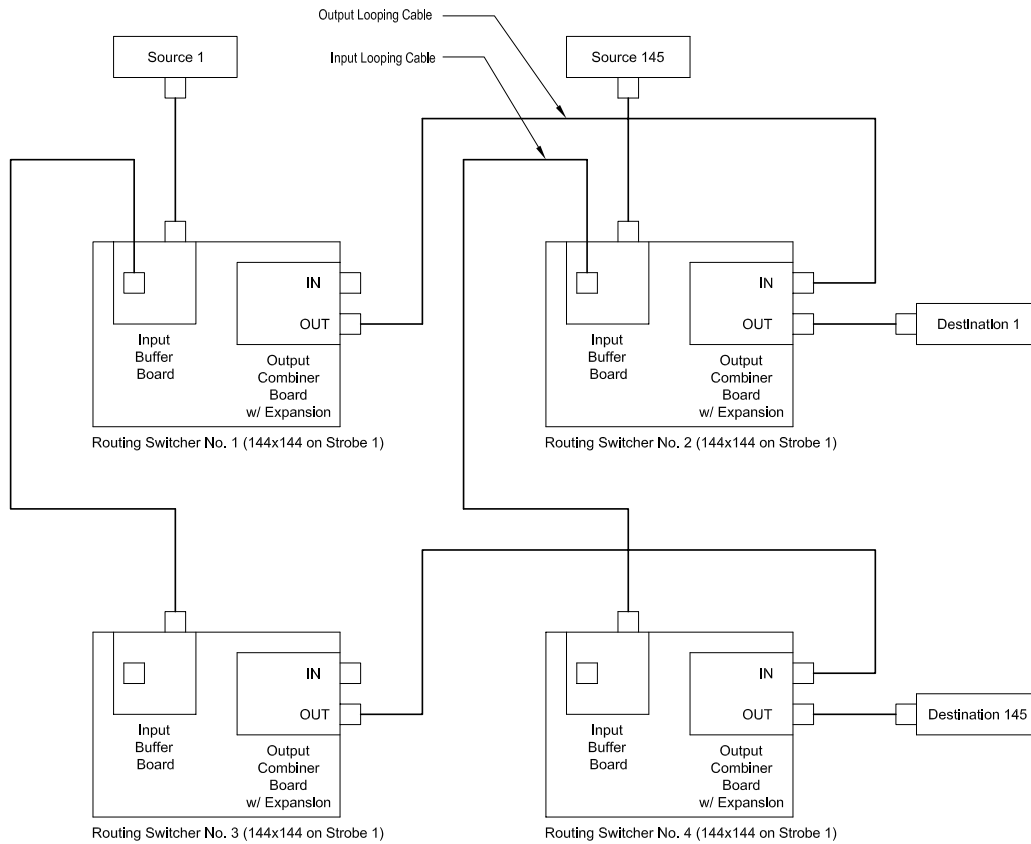 Output Looping Cable
Input Looping Cable
Source 1
Source 145
IN
OUT
Input
Buffer
Board
Output
Combiner
Board
w/ Expansion
Routing Switcher No. 1 (144x144 on Strobe 1)
IN
OUT
Input
Buffer
Board
Output
Combiner
Board
w/ Expansion
Destination 1
Routing Switcher No. 2 (144x144 on Strobe 1)
IN
OUT
Input
Buffer
Board
Output
Combiner
Board
w/ Expansion
Routing Switcher No. 3 (144x144 on Strobe 1)
IN
OUT
Input
Buffer
Board
Output
Combiner
Board
w/ Expansion
Destination 145
Routing Switcher No. 4 (144x144 on Strobe 1)